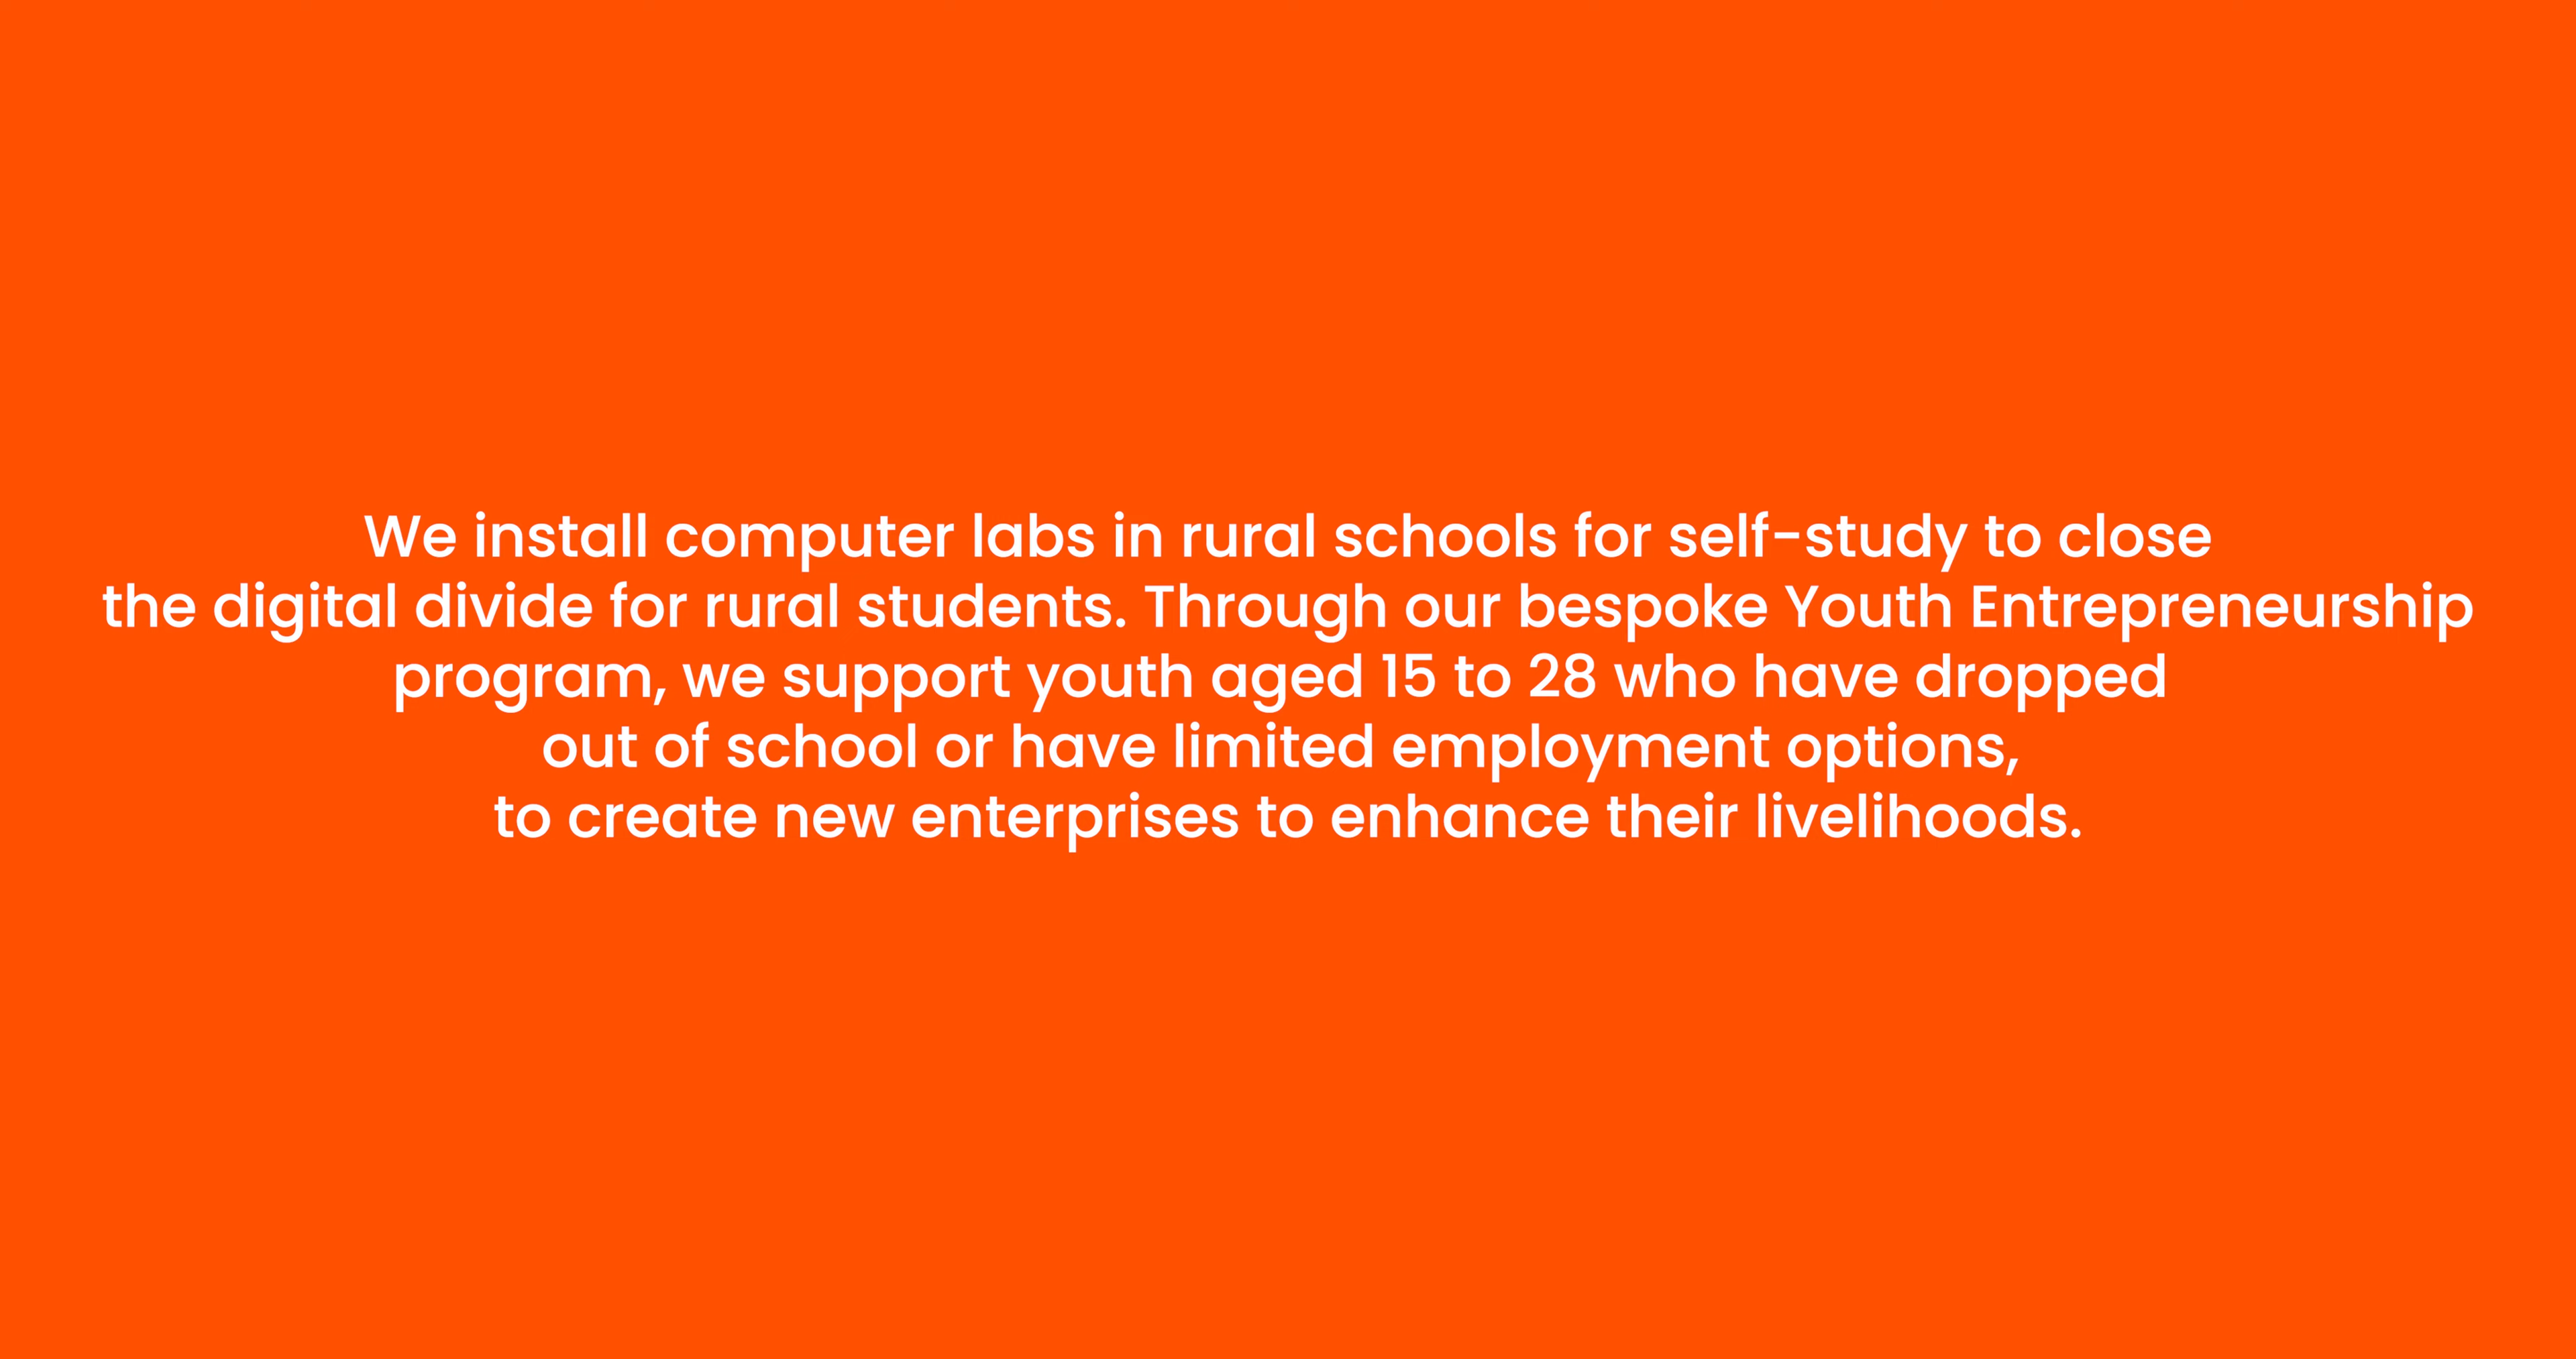 We install computer labs in rural schools for self-study to close
the digital divide for rural students. Through our bespoke Youth Entrepreneurship
program, we support youth aged 15 to 28 who have dropped
out of school or have limited employment options,
to create new enterprises to enhance their livelihoods.